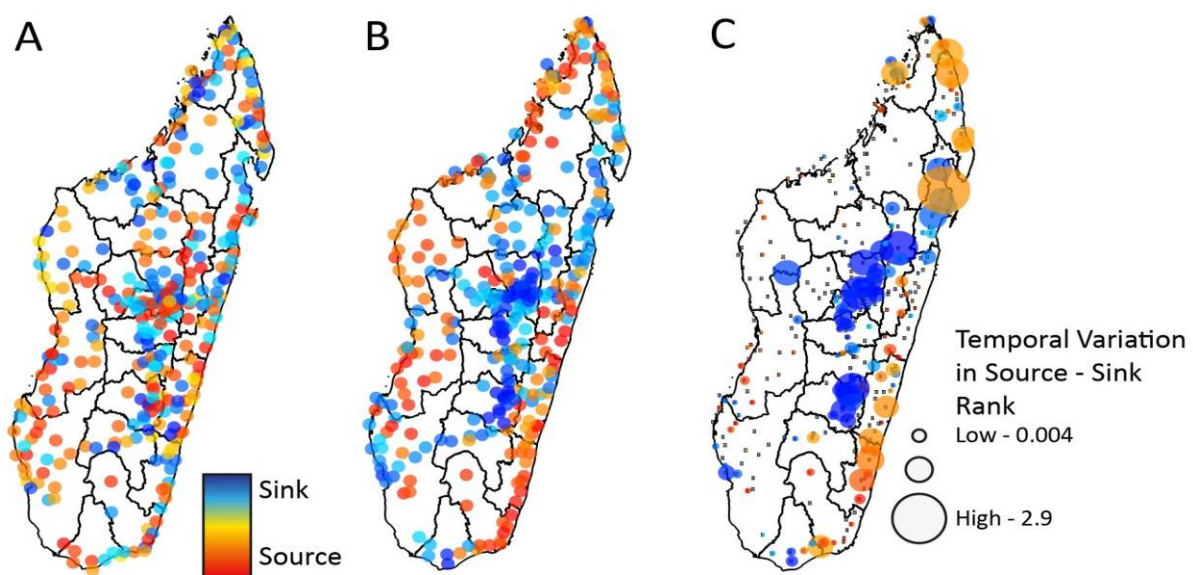 A
B
C
Sink
Source
Temporal Variation
in Source - Sink
Rank
Low - 0.004
High - 2.9